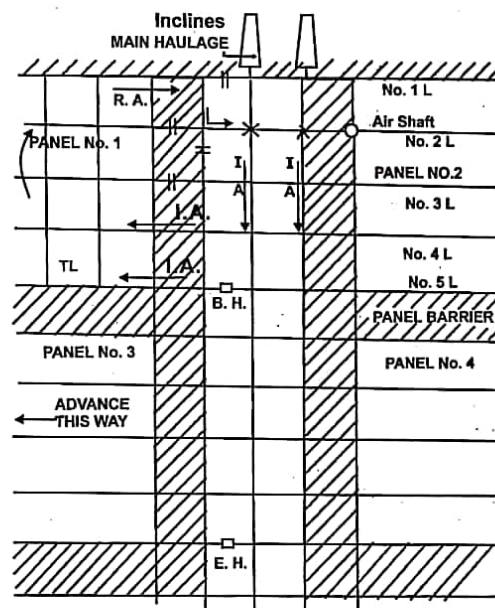 Inclines
MAIN HAULAGE
No. 1 L
R. A.
Air Shaft
No. 2 L
PANEL No. 1
PANEL NO.2
I
A
I
A
No. 3 L
I.A.
No. 4 L
TL
I.A.
No. 5 L
B. H.
PANEL BARRIER
PANEL No. 3
PANEL No. 4
ADVANCE
THIS WAY
E. H.